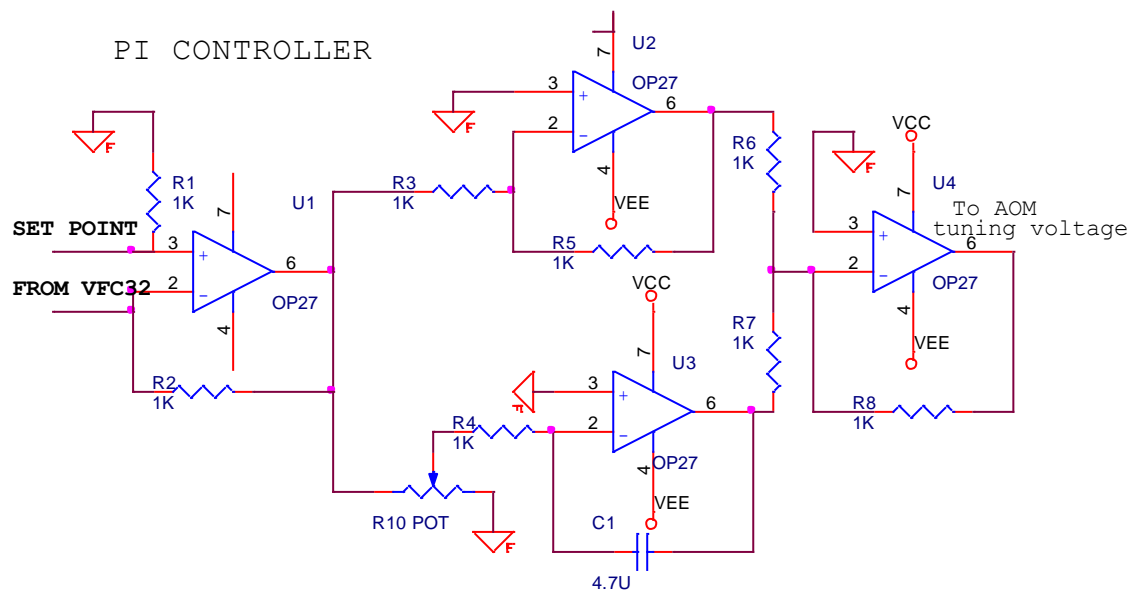 PI CONTROLLER
7
U2
3
OP27
+
6
2
-
4
VEE
F
R1
1K
7
U1
SET POINT
3
+
6
FROM VFC32
2
-
OP27
4
R2
1K
R3
1K
R5
1K
R6
1K
VCC
F
7
U4
To AOM
tuning voltage
3
+
6
2
-
OP27
4
VEE
R8
1K
VCC
R7
1K
7
U3
F
3
+
6
R4
1K
2
-
OP27
4
VEE
R10 POT
F
C1
4.7U
F